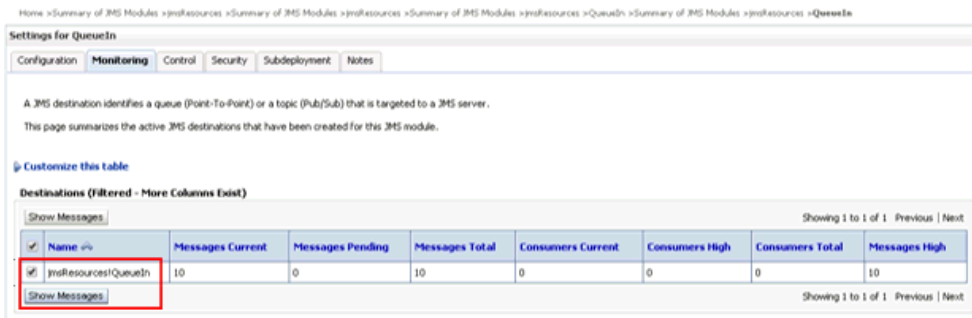 Home >Summary of JMS Modules >jmsResources >Summary of JMS Modules >jmsResources >Summary of JMS Modules >jmsResources >QueueIn >Summary of JMS Modules >jmsResources >QueueIn
Settings for QueueIn
Configuration Monitoring Control Security Subdeployment Notes
A JMS destination identifies a queue (Point-To-Point) or a topic (Pub/Sub) that is targeted to a JMS server.
This page summarizes the active JMS destinations that have been created for this JMS module.
Customize this table
Destinations (Filtered - More Columns Exist)
Show Messages Showing 1 to 1 of 1 Previous | Next
Name Messages Current Messages Pending Messages Total Consumers Current Consumers High Consumers Total Messages High
jmsResources!QueueIn 10 0 10 0 0 0 10
Show Messages Showing 1 to 1 of 1 Previous | Next